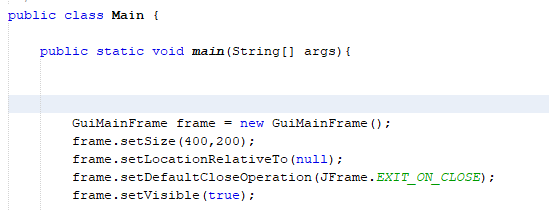 public class Main {
public static void main(String[] args){
GuiMainFrame frame = new GuiMainFrame();
frame.setSize(400,200);
frame.setLocationRelativeTo(null);
frame.setDefaultCloseOperation(JFrame.EXIT_ON_CLOSE);
frame.setVisible(true);